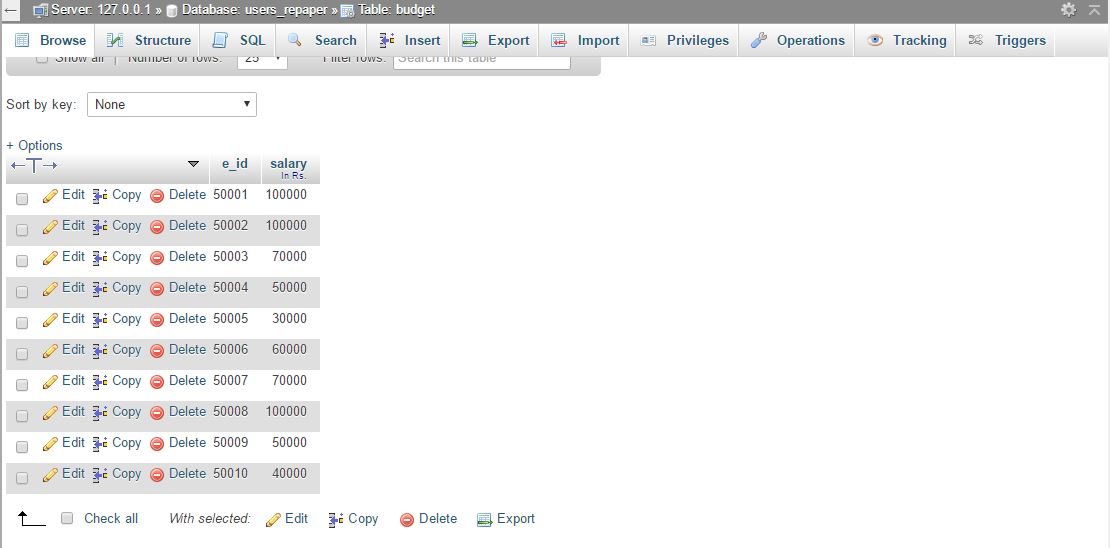 Server: 127.0.0.1 » Database: users_repaper » Table: budget
Browse Structure SQL Search Insert Export Import Privileges Operations Tracking Triggers
Show all | Number of rows: 25 Filter rows: Search this table
Sort by key: None
+ Options
←T→ e_id salary
In Rs.
Edit Copy Delete 50001 100000
Edit Copy Delete 50002 100000
Edit Copy Delete 50003 70000
Edit Copy Delete 50004 50000
Edit Copy Delete 50005 30000
Edit Copy Delete 50006 60000
Edit Copy Delete 50007 70000
Edit Copy Delete 50008 100000
Edit Copy Delete 50009 50000
Edit Copy Delete 50010 40000
Check all With selected: Edit Copy Delete Export